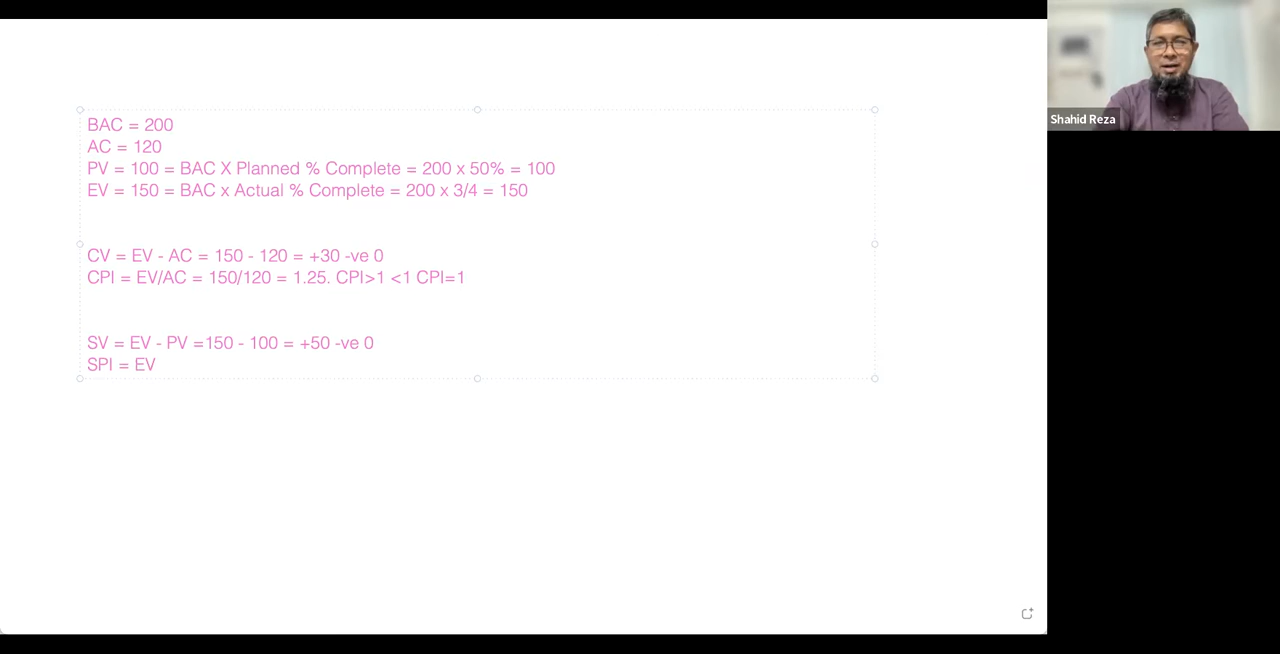 BAC = 200
AC = 120
PV = 100 = BAC X Planned % Complete = 200 x 50% = 100
EV = 150 = BAC x Actual % Complete = 200 x 3/4 = 150
CV = EV - AC = 150 - 120 = +30 -ve 0
CPI = EV/AC = 150/120 = 1.25. CPI>1 <1 CPI=1
SV = EV - PV =150 - 100 = +50 -ve 0
SPI = EV
Shahid Reza